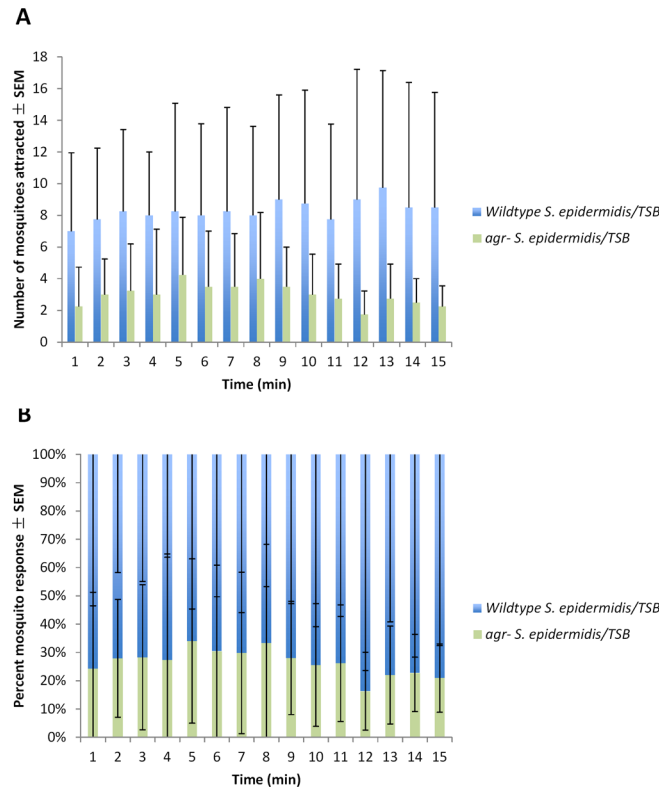 A
Number of mosquitoes attracted ± SEM
18
16
14
12
10
8
6
4
2
0
1 2 3 4 5 6 7 8 9 10 11 12 13 14 15
Time (min)
Wildtype S. epidermidis/TSB
agr- S. epidermidis/TSB
B
Percent mosquito response ± SEM
100%
90%
80%
70%
60%
50%
40%
30%
20%
10%
0%
1 2 3 4 5 6 7 8 9 10 11 12 13 14 15
Time (min)
Wildtype S. epidermidis/TSB
agr- S. epidermidis/TSB